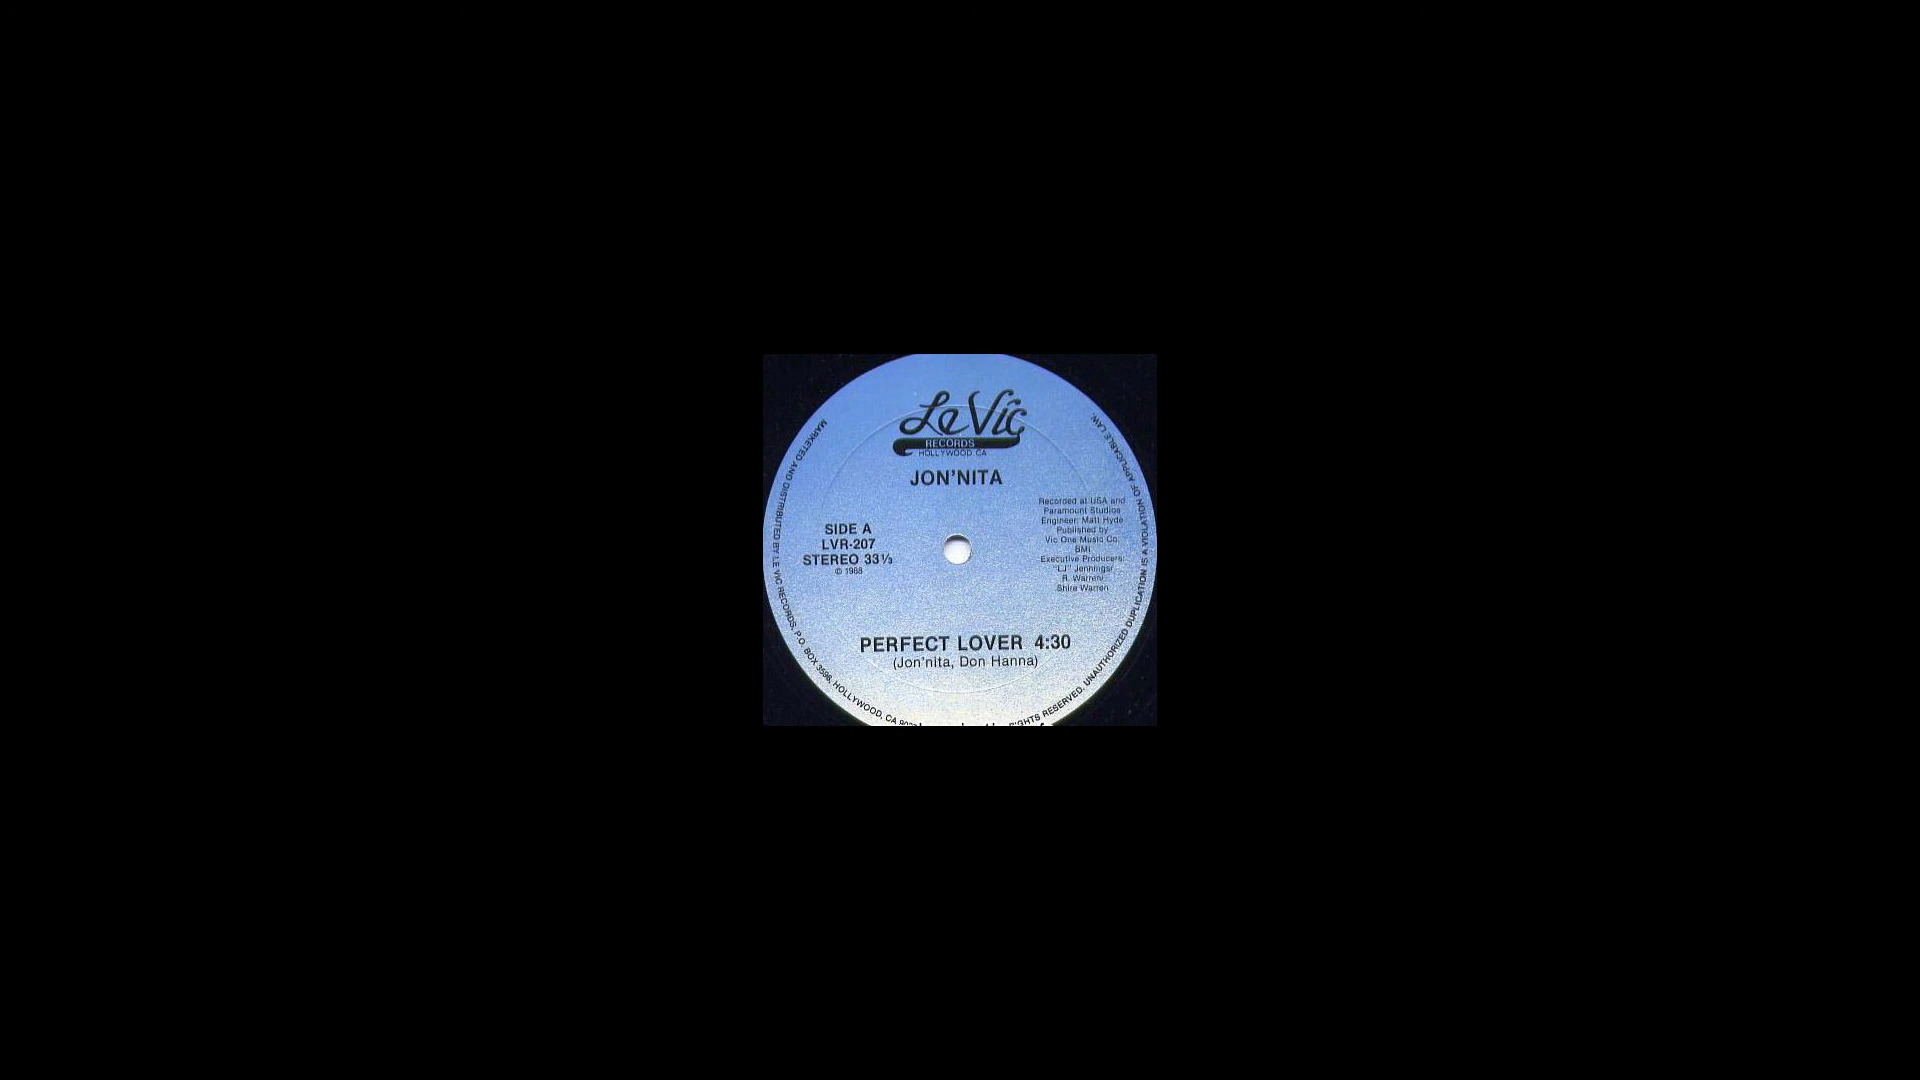 Le Vic
RECORDS
HOLLYWOOD CA
JON'NITA
SIDE A
LVR-207
STEREO 33⅓
© 1988
Recorded at USA and
Paramount Studios
Engineer: Matt Hyde
Published by
Vic One Music Co.
BMI
Executive Producers:
"LJ" Jennings/
R. Warren/
Shire Warren
PERFECT LOVER 4:30
(Jon'nita, Don Hanna)
MARKETED AND DISTRIBUTED BY LE VIC RECORDS, P.O. BOX 3598, HOLLYWOOD, CA
RIGHTS RESERVED. UNAUTHORIZED DUPLICATION IS A VIOLATION OF APPLICABLE LAW.